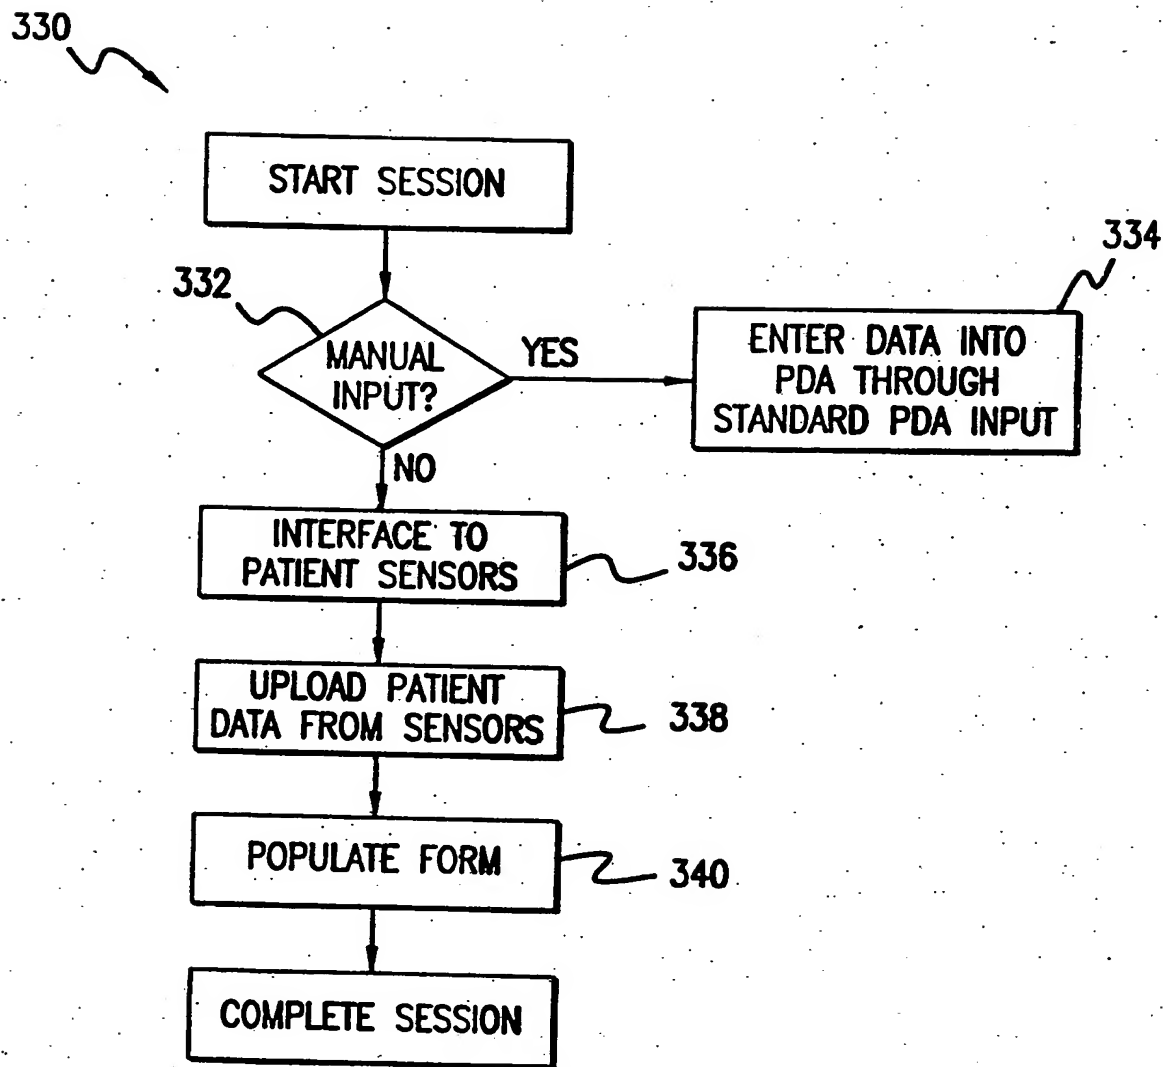 330
START SESSION
334
332
MANUAL
INPUT?
YES
ENTER DATA INTO
PDA THROUGH
STANDARD PDA INPUT
NO
INTERFACE TO
PATIENT SENSORS
336
UPLOAD PATIENT
DATA FROM SENSORS
338
POPULATE FORM
340
COMPLETE SESSION